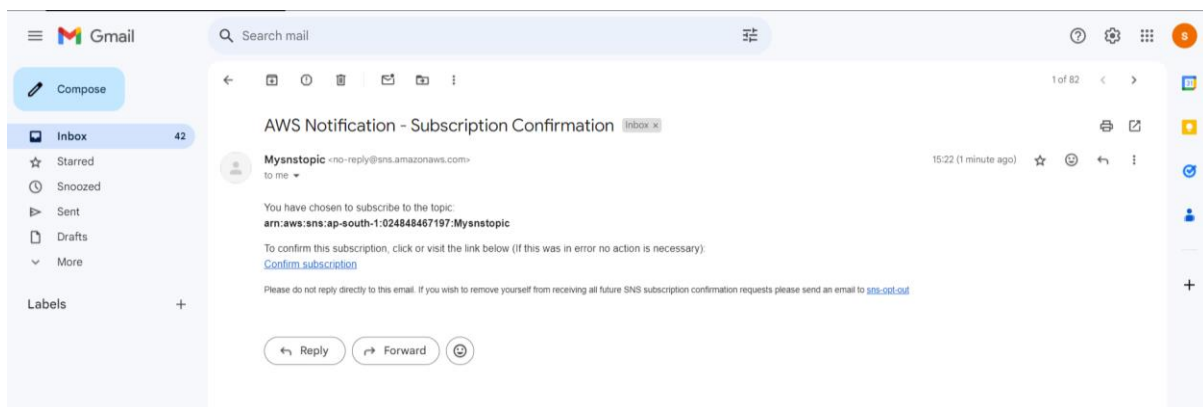 Gmail
Search mail
S
Compose
1 of 82
31
Inbox 42
Starred
Snoozed
Sent
Drafts
More
Labels
AWS Notification - Subscription Confirmation Inbox x
Mysnstopic <no-reply@sns.amazonaws.com> 15:22 (1 minute ago)
to me
You have chosen to subscribe to the topic:
arn:aws:sns:ap-south-1:024848467197:Mysnstopic
To confirm this subscription, click or visit the link below (If this was in error no action is necessary):
Confirm subscription
Please do not reply directly to this email. If you wish to remove yourself from receiving all future SNS subscription confirmation requests please send an email to sns-opt-out
Reply Forward